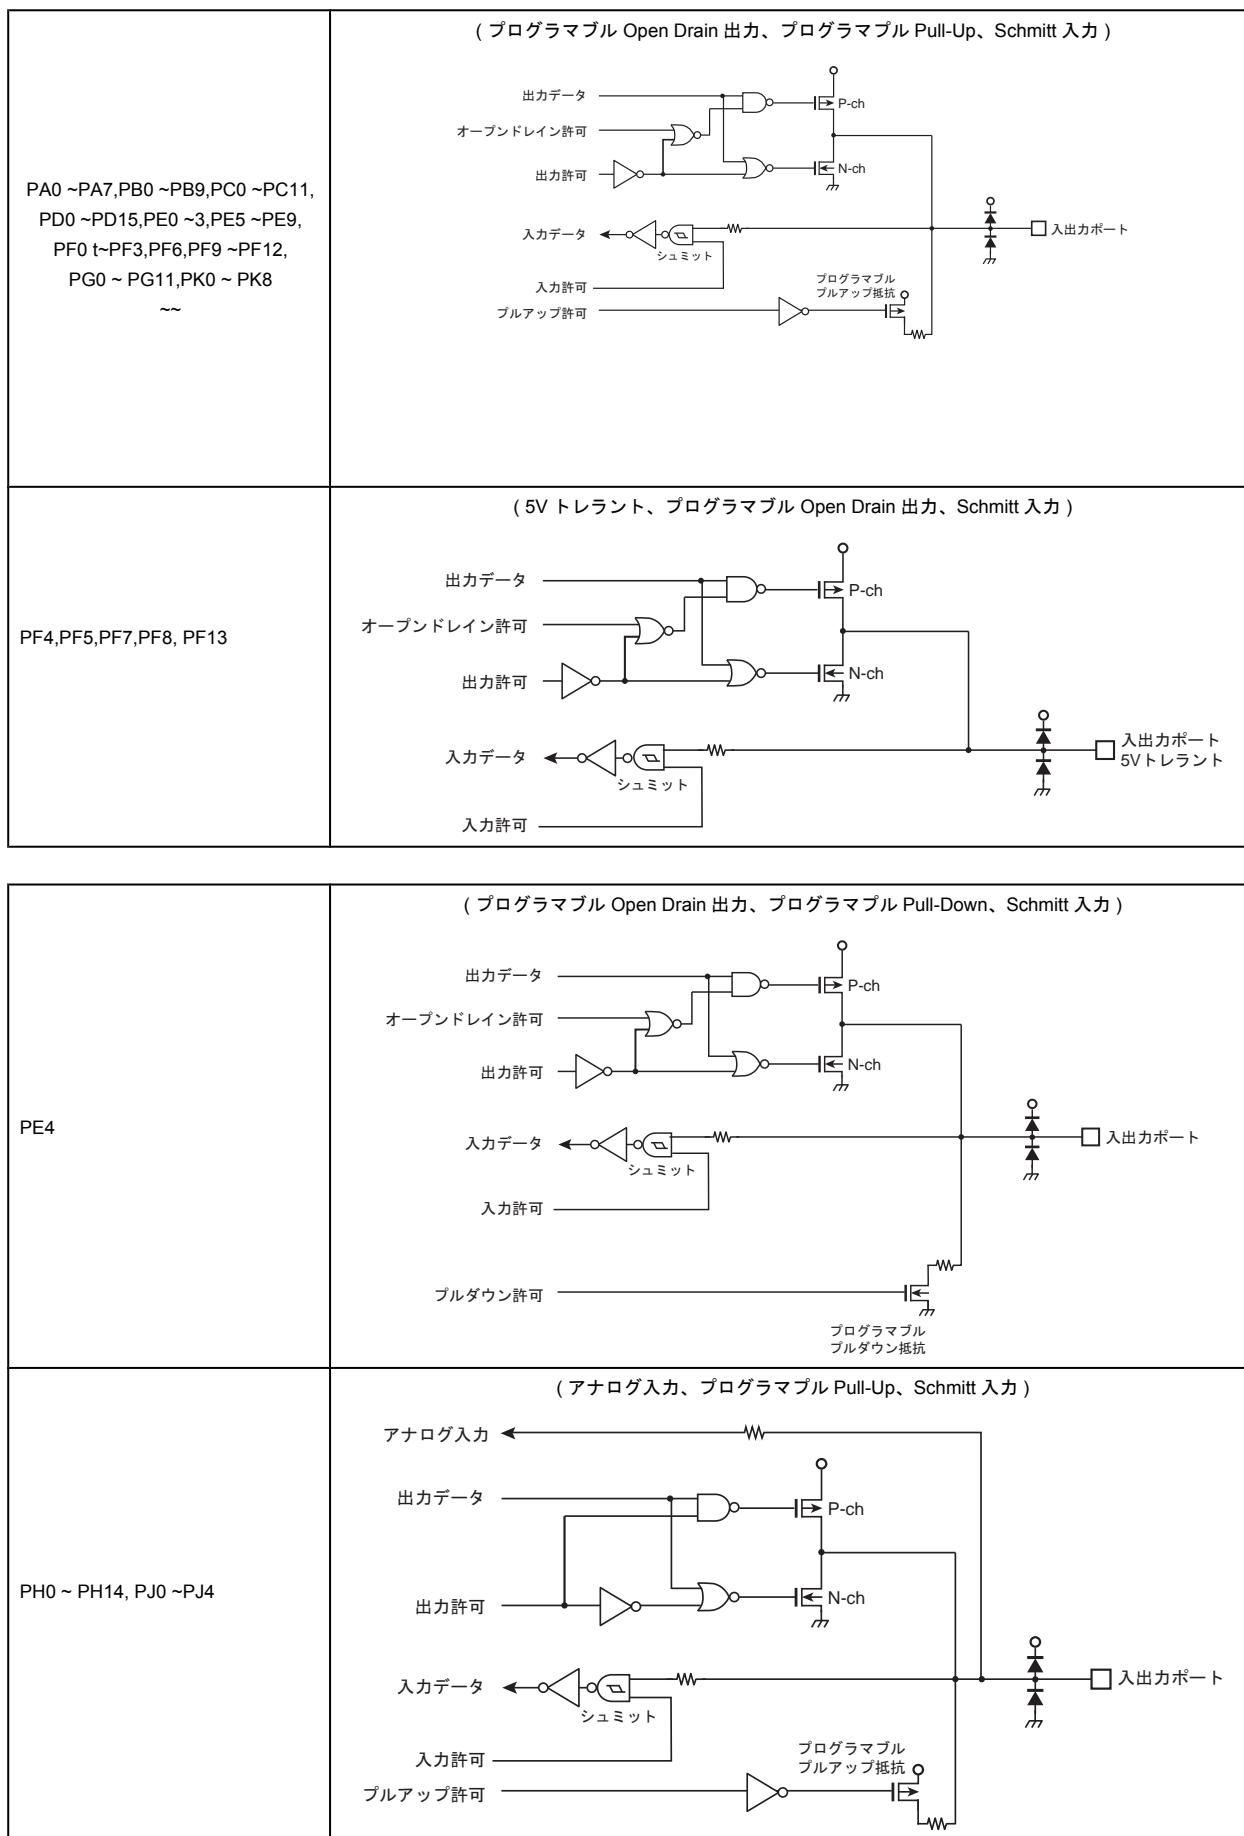 ( プログラマブル Open Drain 出力、プログラマプル Pull-Up、Schmitt 入力 )
PA0 ~PA7,PB0 ~PB9,PC0 ~PC11,
PD0 ~PD15,PE0 ~3,PE5 ~PE9,
PF0 t~PF3,PF6,PF9 ~PF12,
PG0 ~ PG11,PK0 ~ PK8
~~
出力データ
P-ch
オープンドレイン許可
出力許可
N-ch
入力データ
シュミット
入出力ポート
入力許可
プログラマブル
プルアップ抵抗
プルアップ許可
( 5V トレラント、プログラマブル Open Drain 出力、Schmitt 入力 )
PF4,PF5,PF7,PF8, PF13
出力データ
P-ch
オープンドレイン許可
出力許可
N-ch
入力データ
シュミット
入出力ポート
5Vトレラント
入力許可
( プログラマブル Open Drain 出力、プログラマプル Pull-Down、Schmitt 入力 )
PE4
出力データ
P-ch
オープンドレイン許可
出力許可
N-ch
入力データ
シュミット
入出力ポート
入力許可
プルダウン許可
プログラマブル
プルダウン抵抗
( アナログ入力、プログラマプル Pull-Up、Schmitt 入力 )
PH0 ~ PH14, PJ0 ~PJ4
アナログ入力
出力データ
P-ch
出力許可
N-ch
入力データ
シュミット
入出力ポート
入力許可
プログラマブル
プルアップ抵抗
プルアップ許可